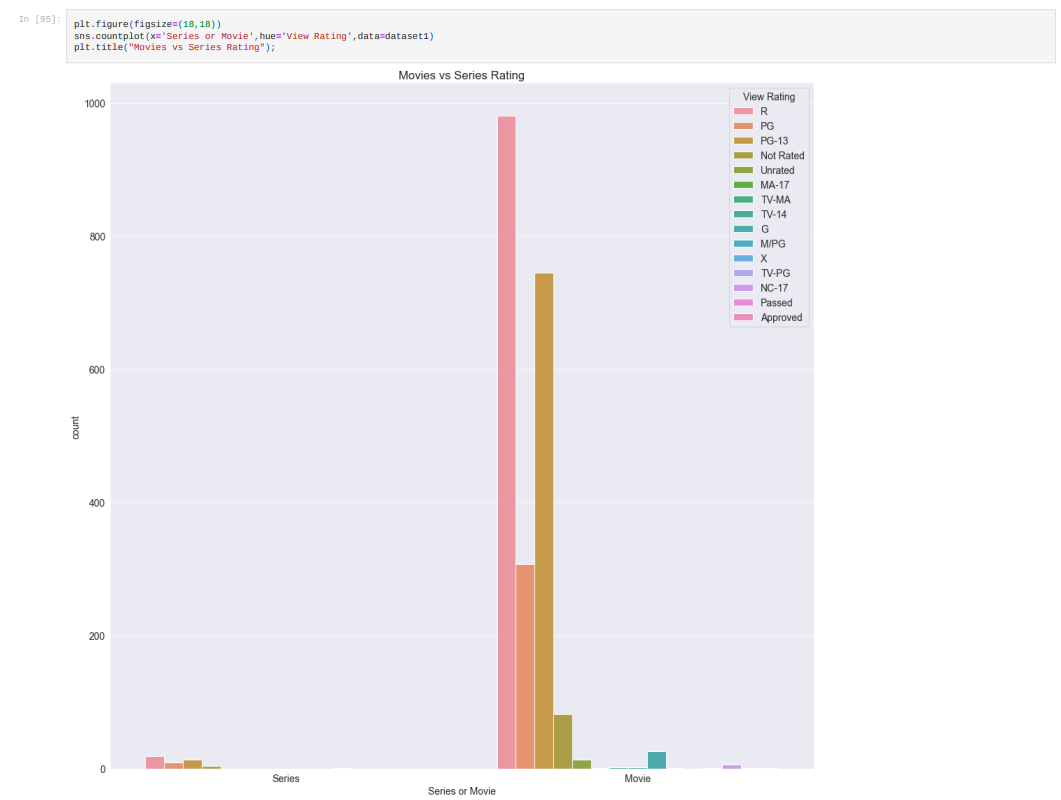 In [95]:
plt.figure(figsize=(18,18))
sns.countplot(x='Series or Movie',hue='View Rating',data=dataset1)
plt.title("Movies vs Series Rating");
Movies vs Series Rating
1000
800
600
400
200
0
count
View Rating
R
PG
PG-13
Not Rated
Unrated
MA-17
TV-MA
TV-14
G
M/PG
X
TV-PG
NC-17
Passed
Approved
Series
Movie
Series or Movie